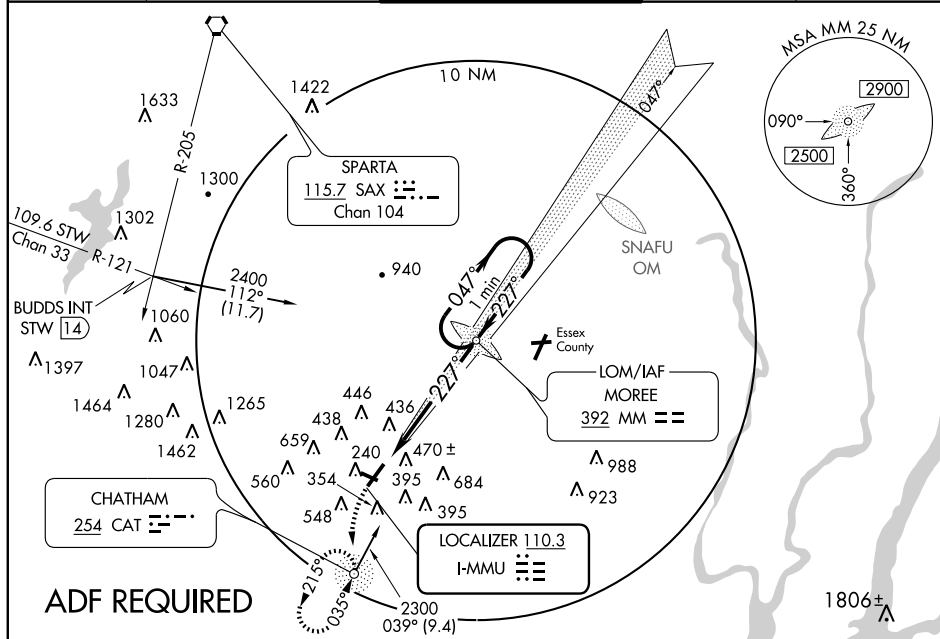 1422
10 NM
MSA MM 25 NM
2900
090°
2500
360°
1633
R-205
047°
SPARTA
115.7 SAX
Chan 104
1300
1302
109.6 STW
Chan 33
R-121
SNAFU
OM
940
2400
112°
(11.7)
047°
1 min
227°
BUDDS INT
STW 14
1060
Essex
County
1397
1047
227°
LOM/IAF
MOREE
392 MM
1464
1280
1265
446
436
438
1462
659
240
470 ±
988
560
354
395
684
923
548
395
CHATHAM
254 CAT
LOCALIZER 110.3
I-MMU
215°
035°
2300
039° (9.4)
ADF REQUIRED
1806±